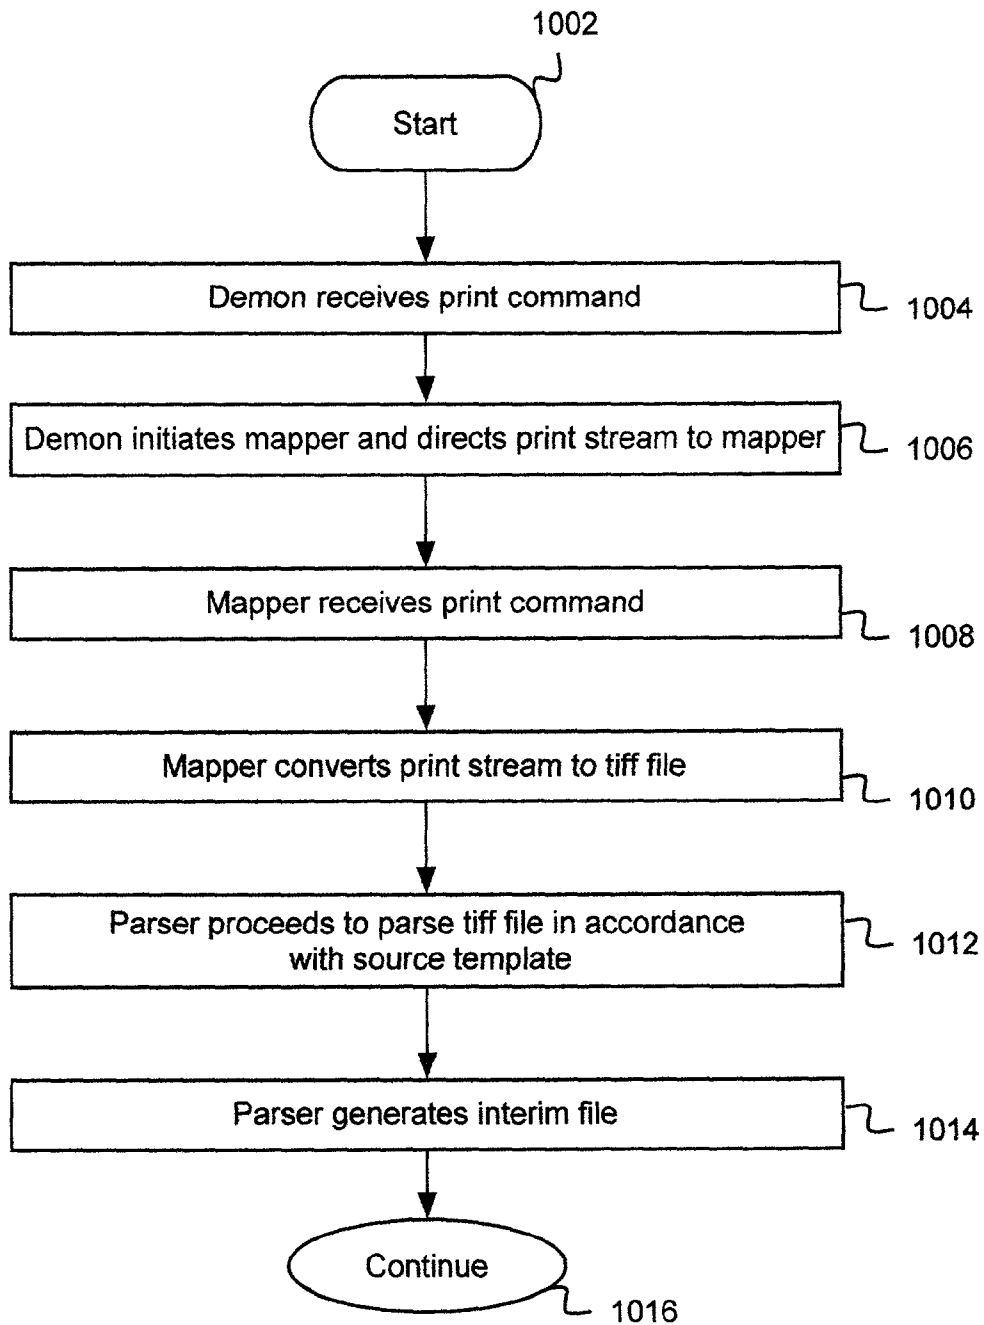 1002
Start
Demon receives print command
1004
Demon initiates mapper and directs print stream to mapper
1006
Mapper receives print command
1008
Mapper converts print stream to tiff file
1010
Parser proceeds to parse tiff file in accordance
with source template
1012
Parser generates interim file
1014
Continue
1016